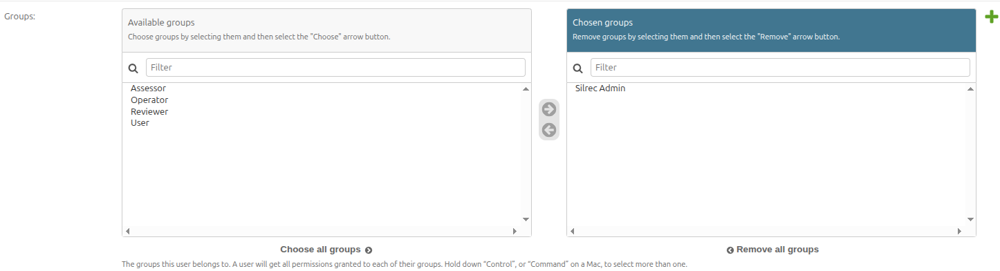 Groups:
Available groups
Choose groups by selecting them and then select the "Choose" arrow button.
Filter
Assessor
Operator
Reviewer
User
Choose all groups
Chosen groups
Remove groups by selecting them and then select the "Remove" arrow button.
Filter
Silrec Admin
Remove all groups
The groups this user belongs to. A user will get all permissions granted to each of their groups. Hold down “Control”, or “Command” on a Mac, to select more than one.